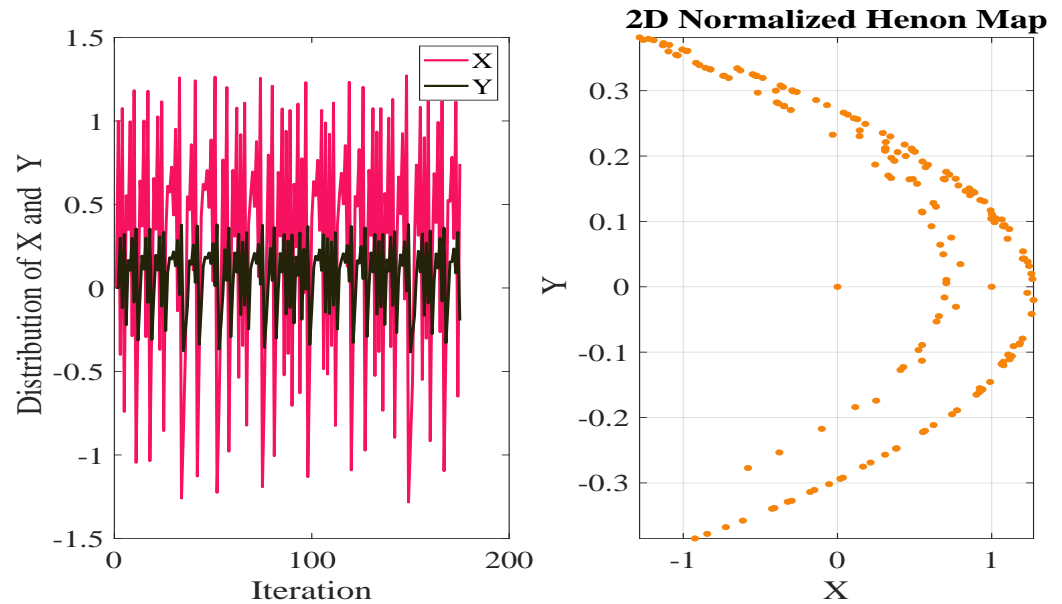 1.5
1
0.5
0
-0.5
-1
-1.5
0
100
200
Iteration
Distribution of X and Y
X
Y
2D Normalized Henon Map
0.3
0.2
0.1
0
-0.1
-0.2
-0.3
-1
0
1
X
Y